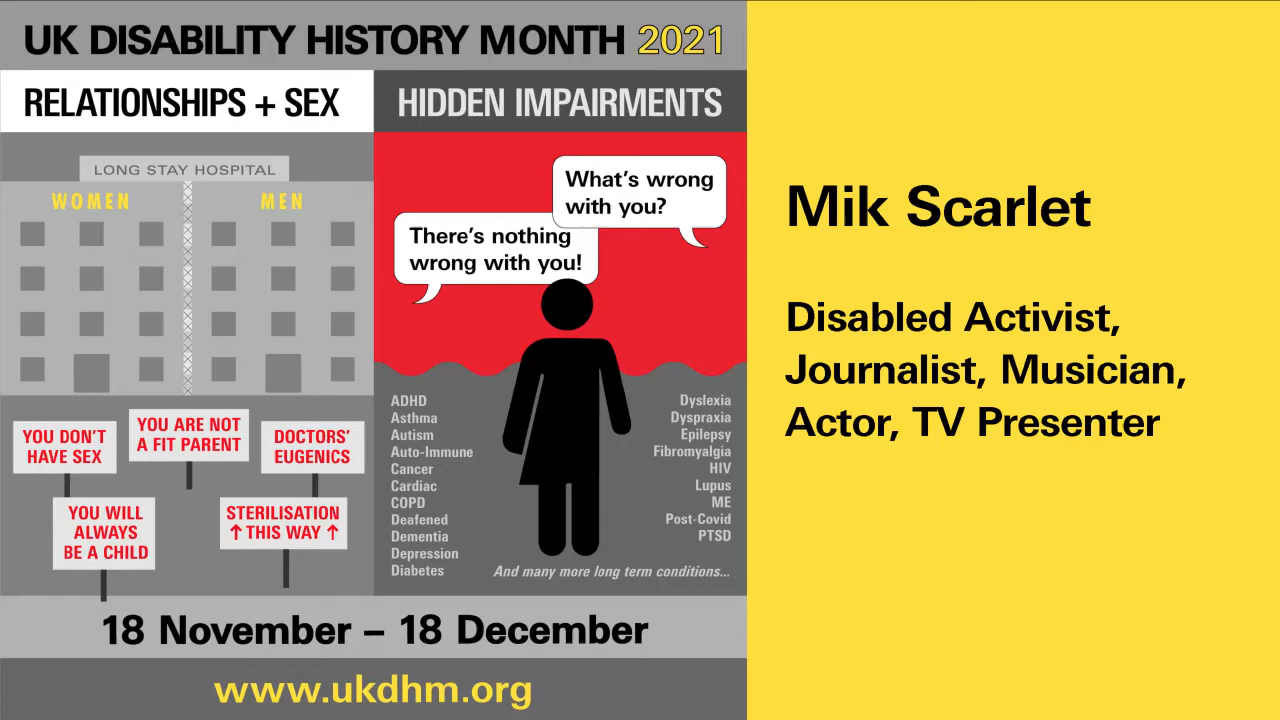 UK DISABILITY HISTORY MONTH 2021
RELATIONSHIPS + SEX
HIDDEN IMPAIRMENTS
LONG STAY HOSPITAL
WOMEN
MEN
YOU DON'T
HAVE SEX
YOU ARE NOT
A FIT PARENT
DOCTORS'
EUGENICS
YOU WILL
ALWAYS
BE A CHILD
STERILISATION
↑ THIS WAY ↑
What's wrong
with you?
There's nothing
wrong with you!
ADHD
Asthma
Autism
Auto-Immune
Cancer
Cardiac
COPD
Deafened
Dementia
Depression
Diabetes
Dyslexia
Dyspraxia
Epilepsy
Fibromyalgia
HIV
Lupus
ME
Post-Covid
PTSD
And many more long term conditions...
18 November – 18 December
www.ukdhm.org
Mik Scarlet
Disabled Activist,
Journalist, Musician,
Actor, TV Presenter